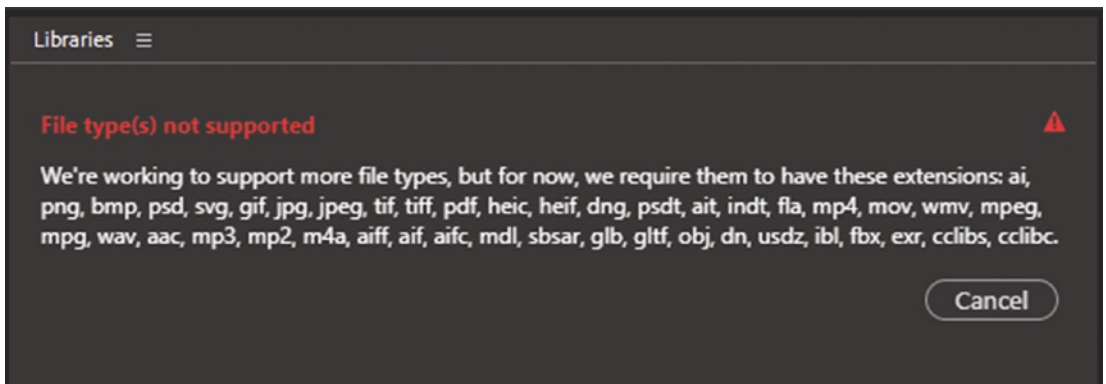 Libraries
File type(s) not supported
We're working to support more file types, but for now, we require them to have these extensions: ai,
png, bmp, psd, svg, gif, jpg, jpeg, tif, tiff, pdf, heic, heif, dng, psdt, ait, indt, fla, mp4, mov, wmv, mpeg,
mpg, wav, aac, mp3, mp2, m4a, aiff, aif, aifc, mdl, sbsar, glb, gltf, obj, dn, usdz, ibl, fbx, exr, cclibs, cclibc.
Cancel